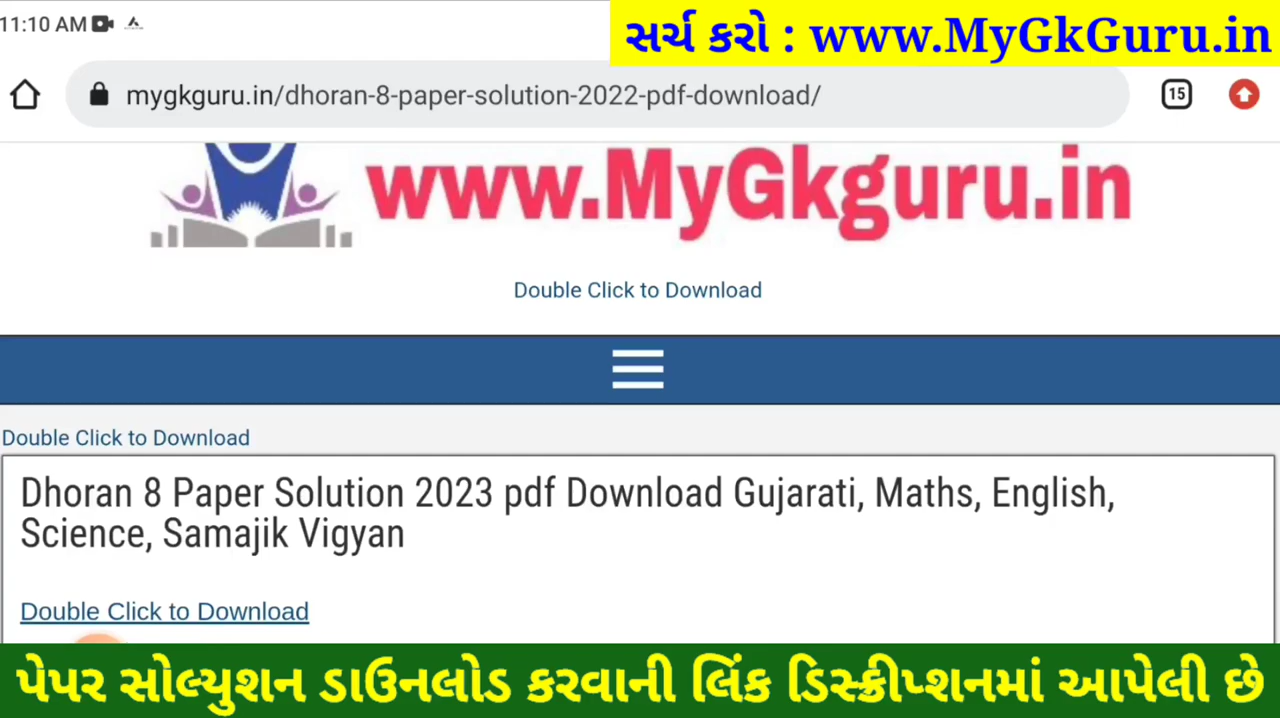 11:10 AM
સર્ચ કરો : www.MyGkGuru.in
mygkguru.in/dhoran-8-paper-solution-2022-pdf-download/
15
www.MyGkguru.in
Double Click to Download
Double Click to Download
Dhoran 8 Paper Solution 2023 pdf Download Gujarati, Maths, English,
Science, Samajik Vigyan
Double Click to Download
પેપર સોલ્યુશન ડાઉનલોડ કરવાની લિંક ડિસ્ક્રીપ્શનમાં આપેલી છે